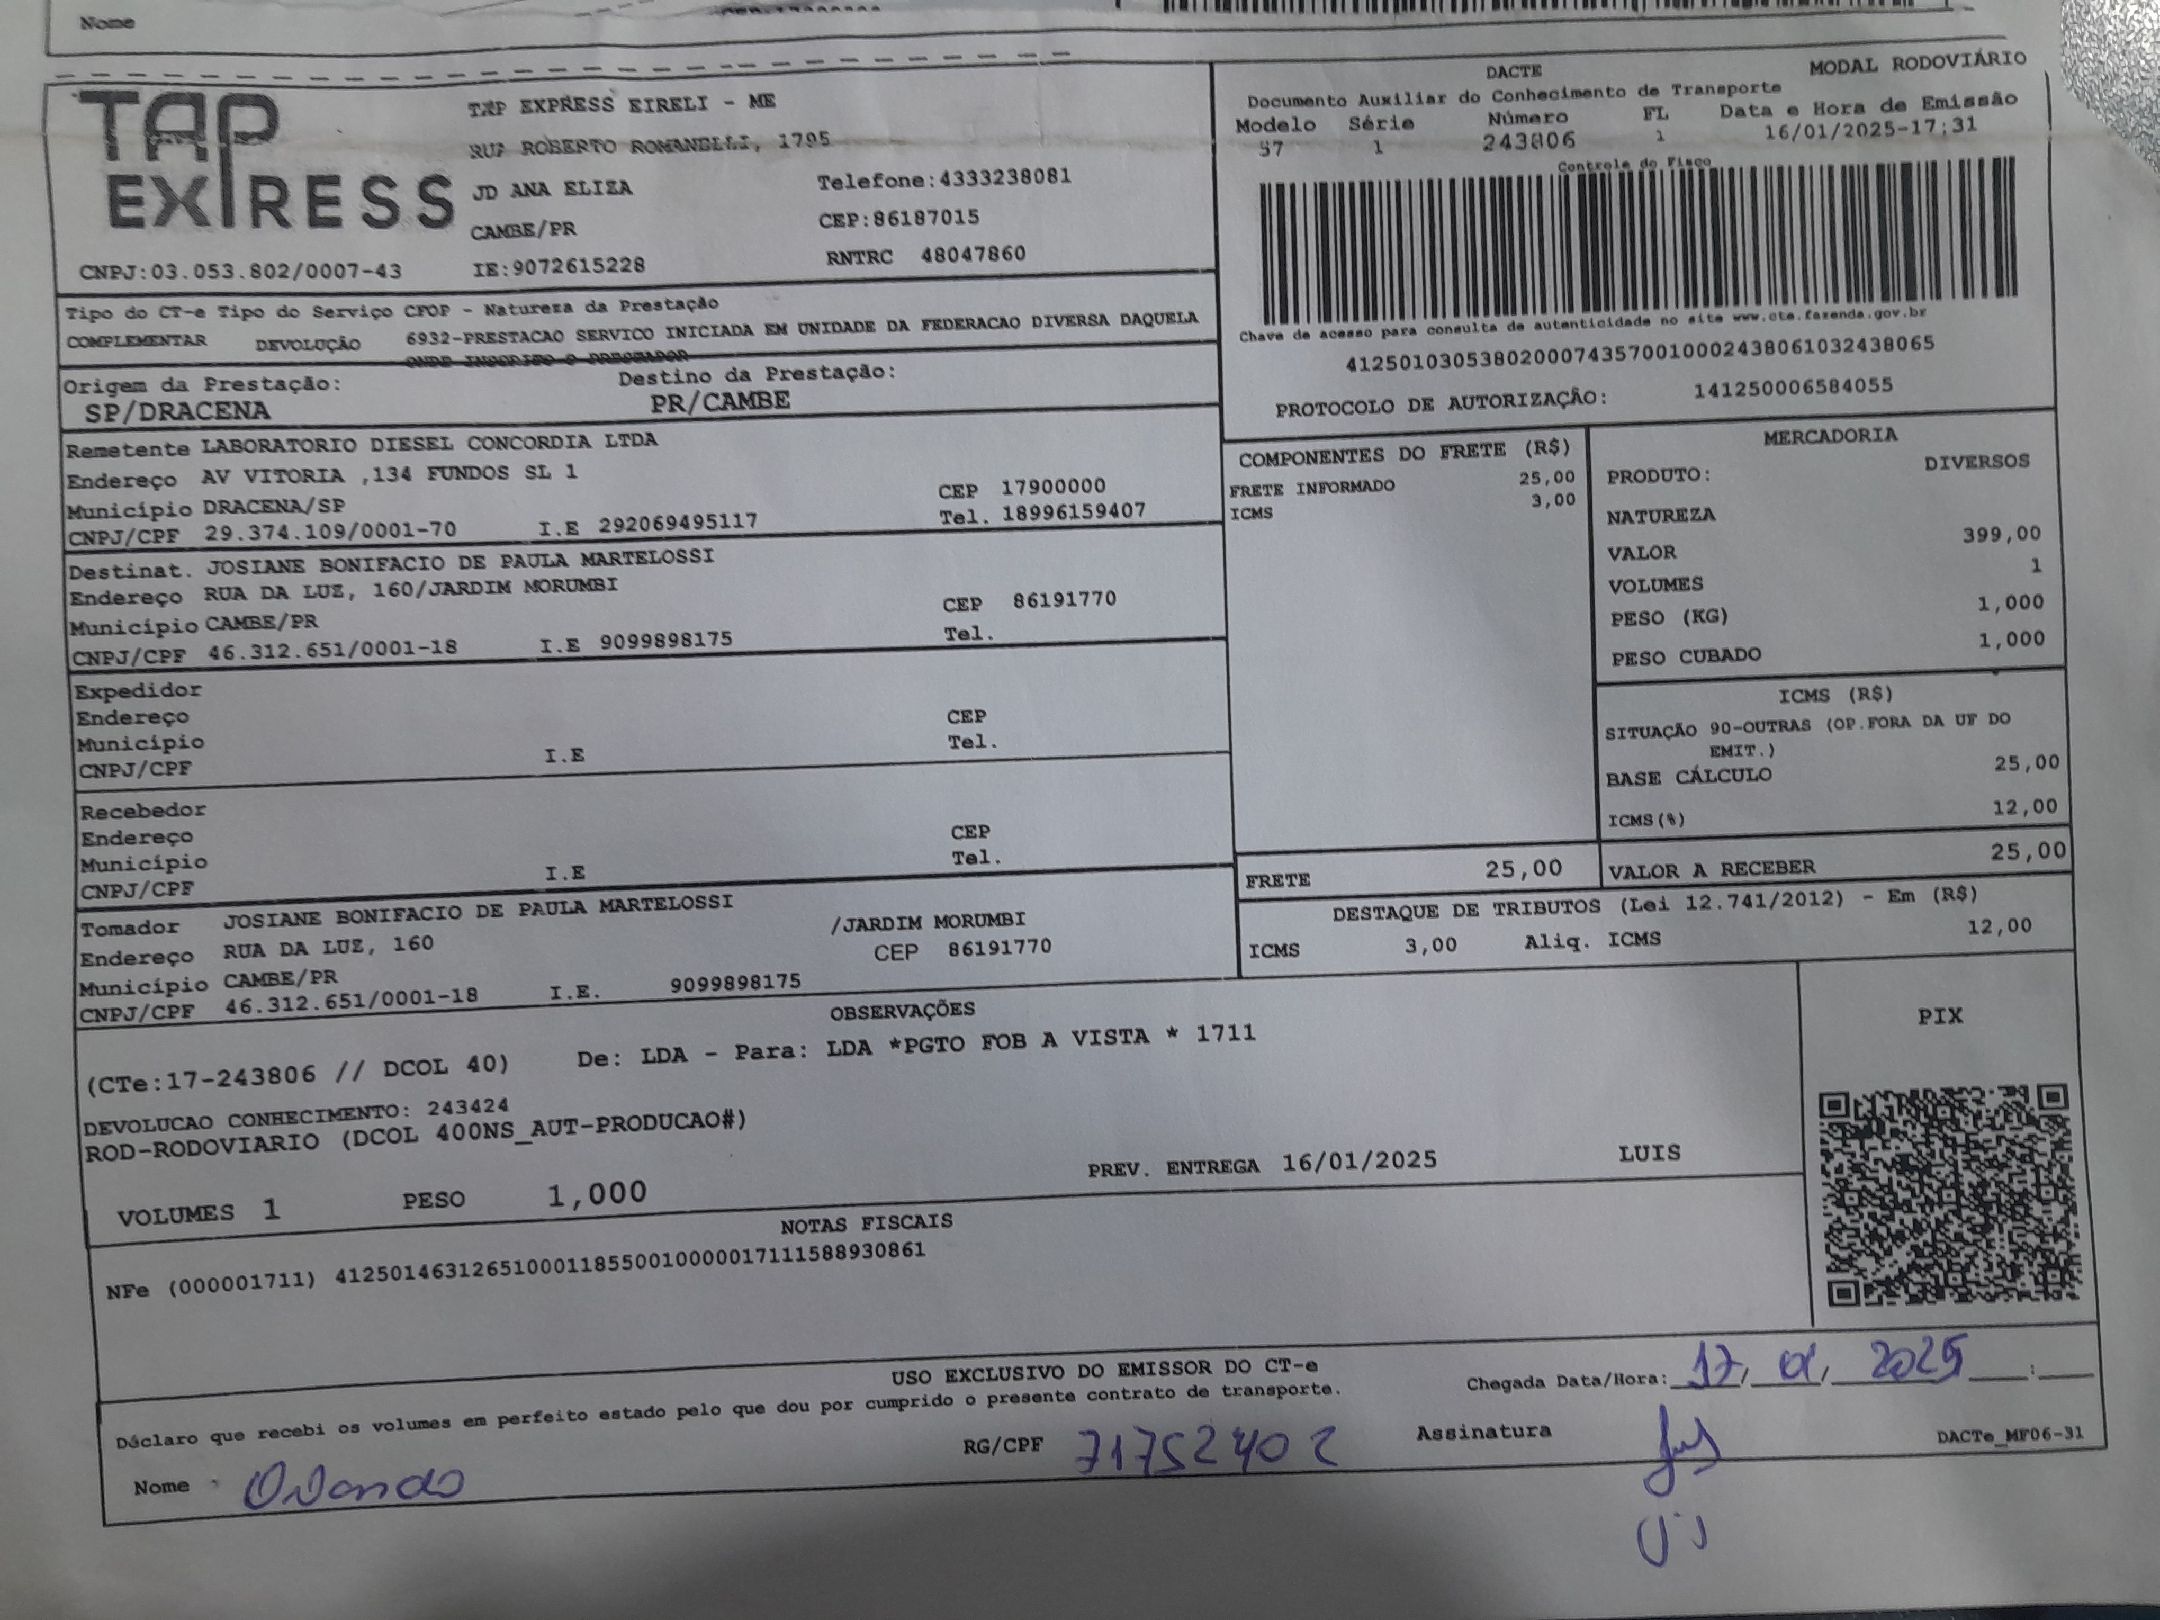 Nome
TAP EXPRESS
TAP EXPRESS EIRELI - ME
RUA ROBERTO ROMANELLI, 1795
JD ANA ELIZA Telefone:4333238081
CAMBE/PR CEP:86187015
CNPJ:03.053.802/0007-43 IE:9072615228 RNTRC 48047860
DACTE MODAL RODOVIÁRIO
Documento Auxiliar do Conhecimento de Transporte
Modelo Série Número FL Data e Hora de Emissão
57 1 243806 1 16/01/2025-17:31
Controle do Fisco
Chave de acesso para consulta de autenticidade no site www.cte.fazenda.gov.br
41250103053802000743570010002438061032438065
PROTOCOLO DE AUTORIZAÇÃO: 141250006584055
Tipo do CT-e Tipo do Serviço CFOP - Natureza da Prestação
COMPLEMENTAR DEVOLUÇÃO 6932-PRESTACAO SERVICO INICIADA EM UNIDADE DA FEDERACAO DIVERSA DAQUELA
ONDE INSCRITO O PRESTADOR
Origem da Prestação: Destino da Prestação:
SP/DRACENA PR/CAMBE
Remetente LABORATORIO DIESEL CONCORDIA LTDA
Endereço AV VITORIA ,134 FUNDOS SL 1
Município DRACENA/SP CEP 17900000
CNPJ/CPF 29.374.109/0001-70 I.E 292069495117 Tel. 18996159407
Destinat. JOSIANE BONIFACIO DE PAULA MARTELOSSI
Endereço RUA DA LUZ, 160/JARDIM MORUMBI
Município CAMBE/PR CEP 86191770
CNPJ/CPF 46.312.651/0001-18 I.E 9099898175 Tel.
Expedidor
Endereço CEP
Município Tel.
CNPJ/CPF I.E
Recebedor
Endereço CEP
Município Tel.
CNPJ/CPF I.E
Tomador JOSIANE BONIFACIO DE PAULA MARTELOSSI
Endereço RUA DA LUZ, 160 /JARDIM MORUMBI
Município CAMBE/PR CEP 86191770
CNPJ/CPF 46.312.651/0001-18 I.E. 9099898175
COMPONENTES DO FRETE (R$)
FRETE INFORMADO 25,00
ICMS 3,00
FRETE 25,00
MERCADORIA
PRODUTO: DIVERSOS
NATUREZA
VALOR 399,00
VOLUMES 1
PESO (KG) 1,000
PESO CUBADO 1,000
ICMS (R$)
SITUAÇÃO 90-OUTRAS (OP.FORA DA UF DO
EMIT.)
BASE CÁLCULO 25,00
ICMS(%) 12,00
VALOR A RECEBER 25,00
DESTAQUE DE TRIBUTOS (Lei 12.741/2012) - Em (R$)
ICMS 3,00 Aliq. ICMS 12,00
OBSERVAÇÕES
(CTe:17-243806 // DCOL 40) De: LDA - Para: LDA *PGTO FOB A VISTA * 1711
DEVOLUCAO CONHECIMENTO: 243424
ROD-RODOVIARIO (DCOL 400NS_AUT-PRODUCAO#)
PREV. ENTREGA 16/01/2025 LUIS
VOLUMES 1 PESO 1,000
PIX
NOTAS FISCAIS
NFe (000001711) 41250146312651000118550010000017111588930861
USO EXCLUSIVO DO EMISSOR DO CT-e
Déclaro que recebi os volumes em perfeito estado pelo que dou por cumprido o presente contrato de transporte.
Chegada Data/Hora: 17, 01, 2025 :
Nome Orlando RG/CPF 71752402 Assinatura
DACTe_MF06-31